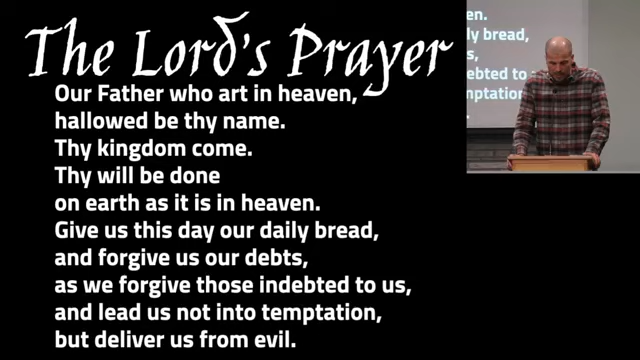 The Lord's Prayer
Our Father who art in heaven,
hallowed be thy name.
Thy kingdom come.
Thy will be done
on earth as it is in heaven.
Give us this day our daily bread,
and forgive us our debts,
as we forgive those indebted to us,
and lead us not into temptation,
but deliver us from evil.
en.
ly bread,
s,
debted to
mptation,